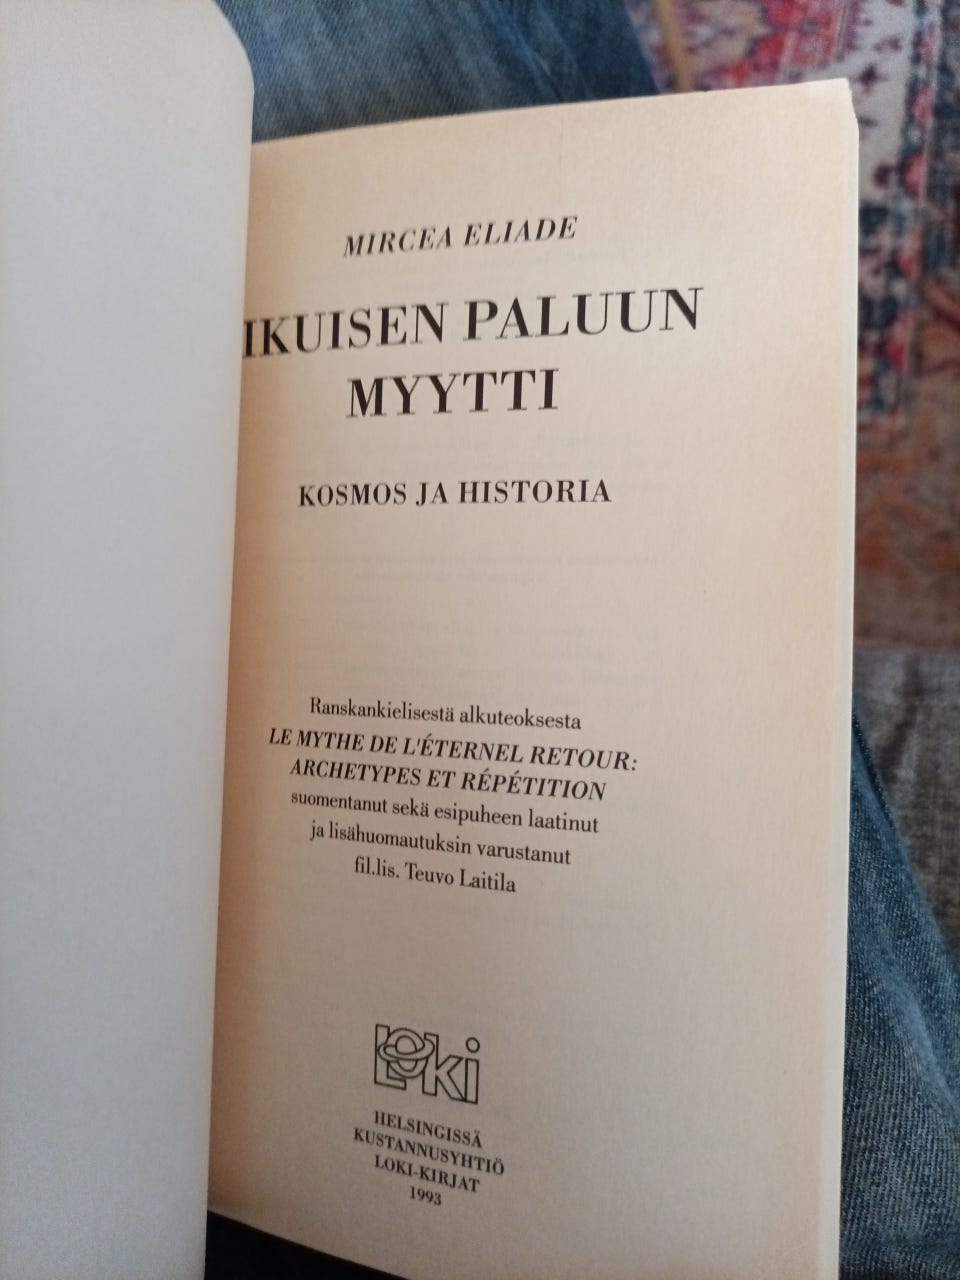 MIRCEA ELIADE
IKUISEN PALUUN
MYYTTI
KOSMOS JA HISTORIA
Ranskankielisestä alkuteoksesta
LE MYTHE DE L'ÉTERNEL RETOUR:
ARCHETYPES ET RÉPÉTITION
suomentanut sekä esipuheen laatinut
ja lisähuomautuksin varustanut
fil.lis. Teuvo Laitila
Loki
HELSINGISSÄ
KUSTANNUSYHTIÖ
LOKI-KIRJAT
1993